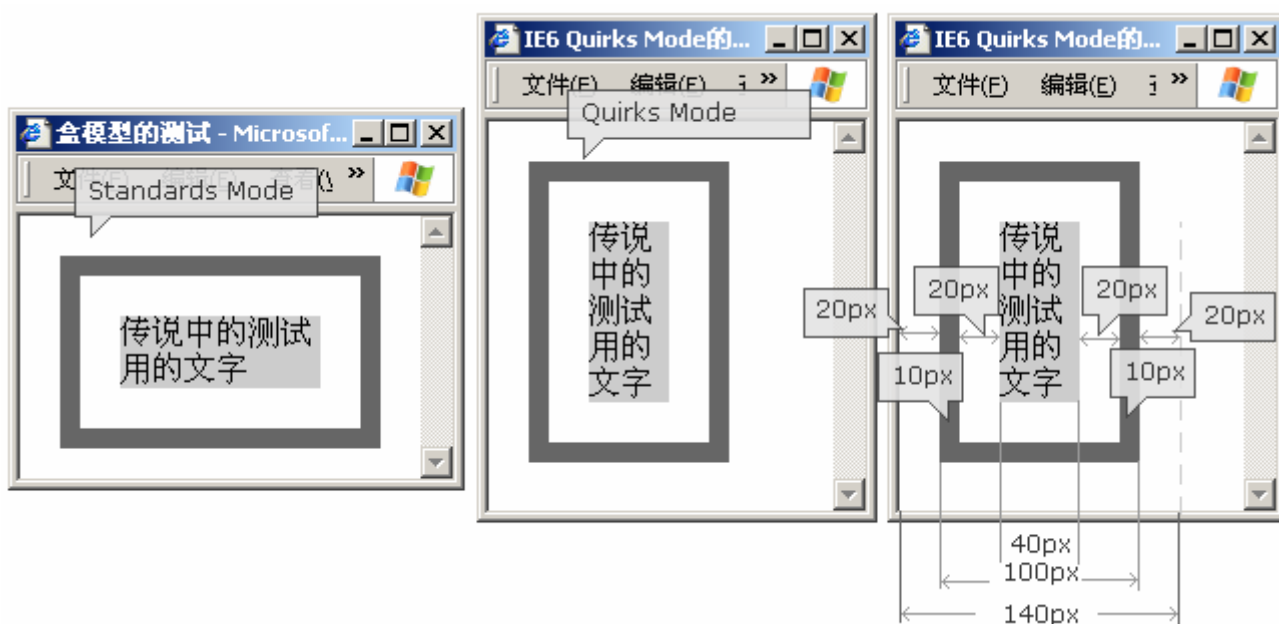 盒模型的测试 - Microsof...
Standards Mode
传说中的测试
用的文字
IE6 Quirks Mode的...
文件(F) 编辑(E)
Quirks Mode
传说
中的
测试
用的
文字
IE6 Quirks Mode的...
文件(F) 编辑(E)
传说
中的
测试
用的
文字
20px
20px
20px
20px
10px
10px
40px
100px
140px